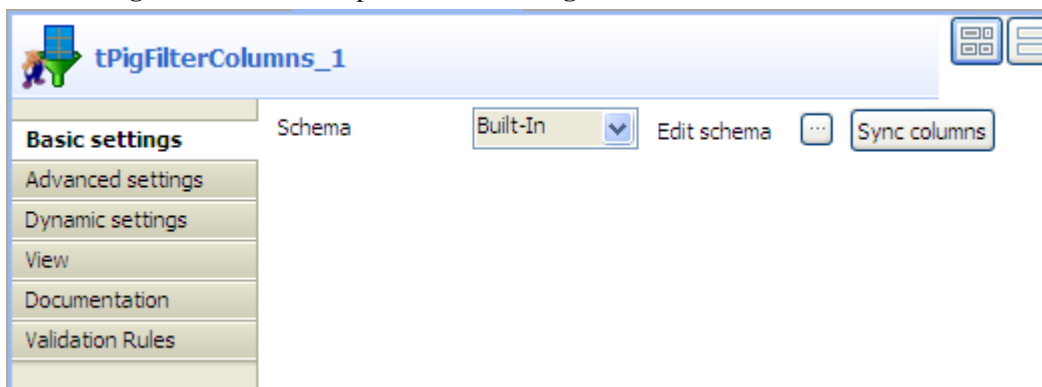 tPigFilterColumns_1
Basic settings
Schema Built-In Edit schema ... Sync columns
Advanced settings
Dynamic settings
View
Documentation
Validation Rules